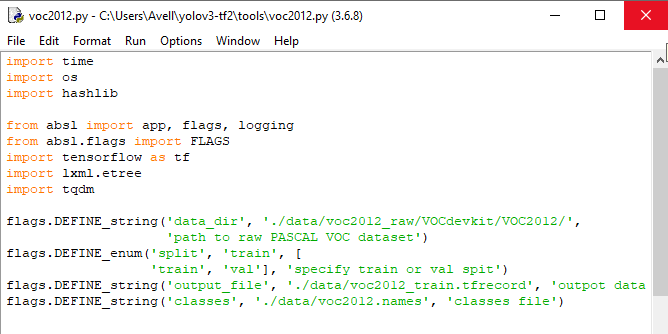 voc2012.py - C:\Users\Avell\yolov3-tf2\tools\voc2012.py (3.6.8)
File Edit Format Run Options Window Help
import time
import os
import hashlib
from absl import app, flags, logging
from absl.flags import FLAGS
import tensorflow as tf
import lxml.etree
import tqdm
flags.DEFINE_string('data_dir', './data/voc2012_raw/VOCdevkit/VOC2012/',
'path to raw PASCAL VOC dataset')
flags.DEFINE_enum('split', 'train', [
'train', 'val'], 'specify train or val spit')
flags.DEFINE_string('output_file', './data/voc2012_train.tfrecord', 'outpot data
flags.DEFINE_string('classes', './data/voc2012.names', 'classes file')